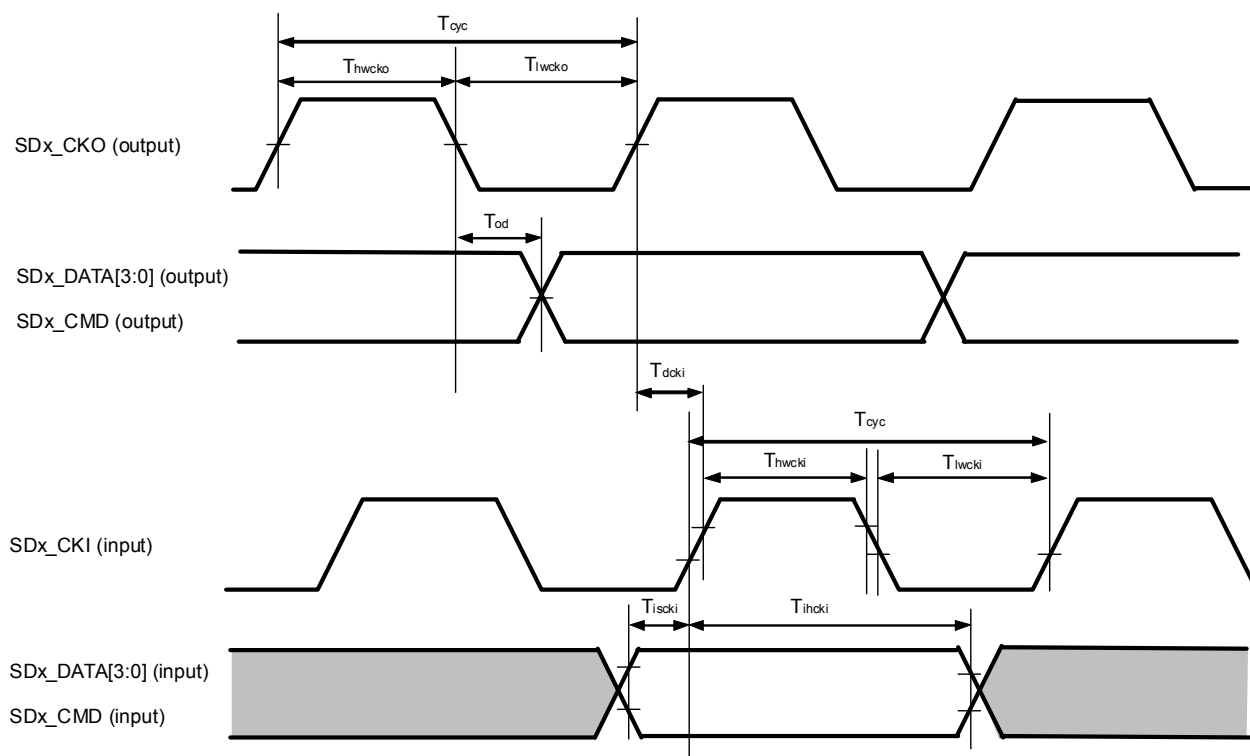 Tcyc
Thwcko
Tlwcko
SDx_CKO (output)
Tod
SDx_DATA[3:0] (output)
SDx_CMD (output)
Tdcki
Tcyc
Thwcki
Tlwcki
SDx_CKI (input)
Tiscki
Tihcki
SDx_DATA[3:0] (input)
SDx_CMD (input)